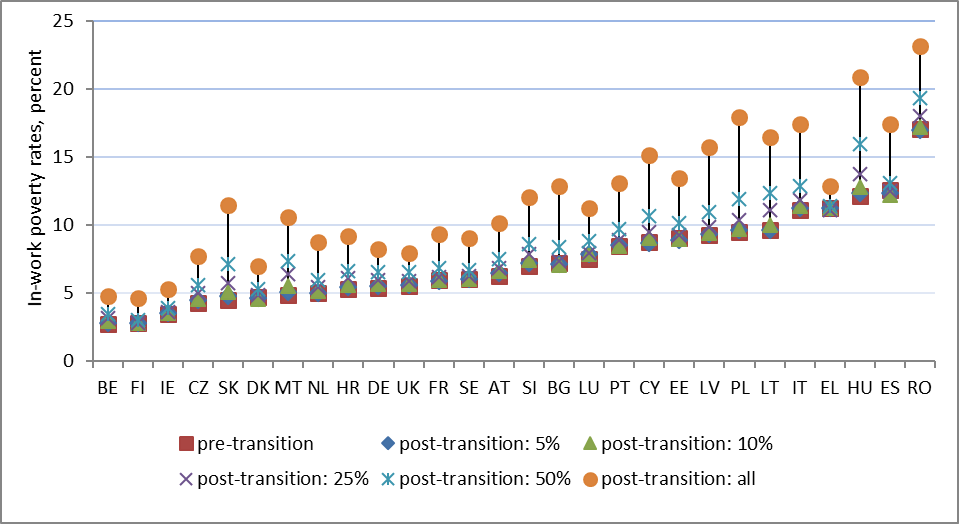 In-work poverty rates, percent
25
20
15
10
5
0
BE FI IE CZ SK DK MT NL HR DE UK FR SE AT SI BG LU PT CY EE LV PL LT IT EL HU ES RO
pre-transition post-transition: 5% post-transition: 10%
post-transition: 25% post-transition: 50% post-transition: all